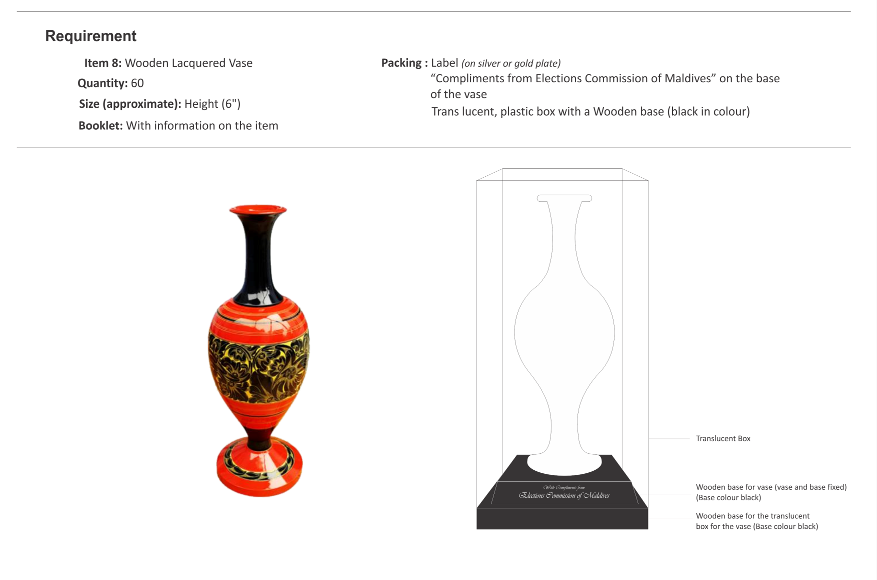 Requirement
Item 8: Wooden Lacquered Vase
Quantity: 60
Size (approximate): Height (6")
Booklet: With information on the item
Packing : Label (on silver or gold plate)
“Compliments from Elections Commission of Maldives” on the base
of the vase
Trans lucent, plastic box with a Wooden base (black in colour)
Translucent Box
With Compliments from
Elections Commission of Maldives
Wooden base for vase (vase and base fixed)
(Base colour black)
Wooden base for the translucent
box for the vase (Base colour black)